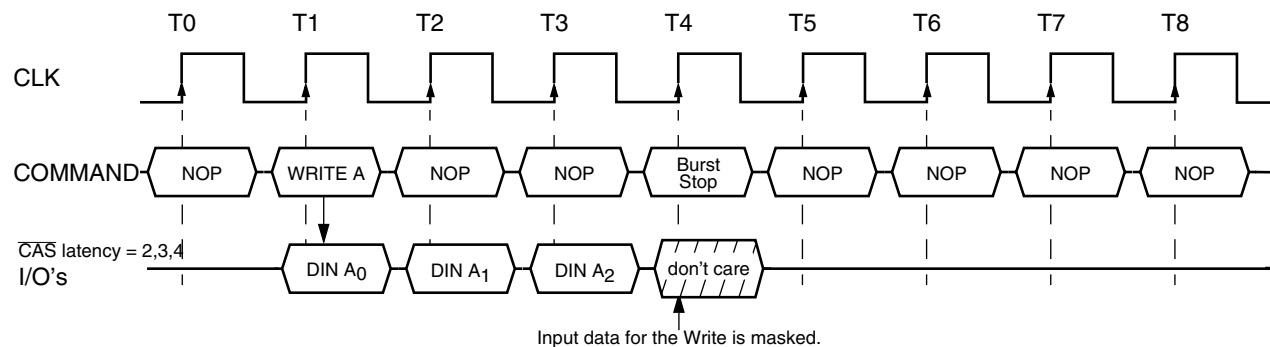 T0 T1 T2 T3 T4 T5 T6 T7 T8
CLK
COMMAND NOP WRITE A NOP NOP Burst Stop NOP NOP NOP NOP
CAS latency = 2,3,4
I/O's DIN A0 DIN A1 DIN A2 don't care
Input data for the Write is masked.